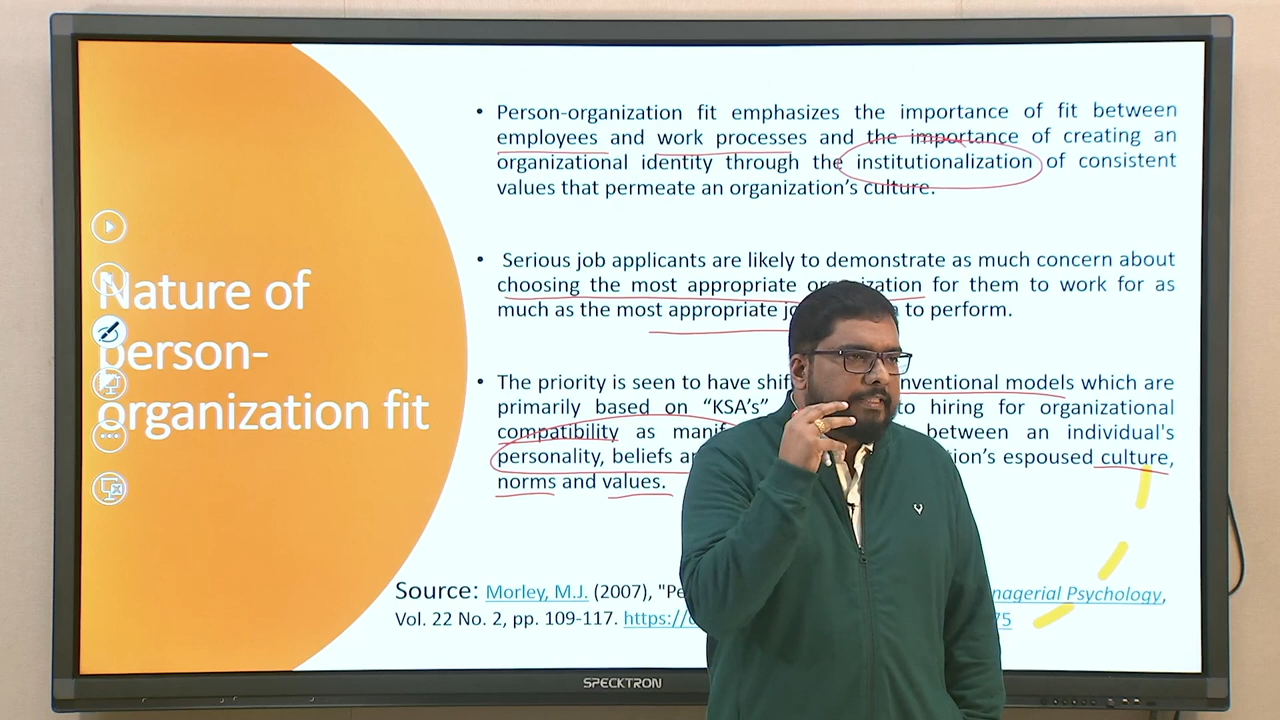 Nature of
person-
organization fit
• Person-organization fit emphasizes the importance of fit between
employees and work processes and the importance of creating an
organizational identity through the institutionalization of consistent
values that permeate an organization's culture.
• Serious job applicants are likely to demonstrate as much concern about
choosing the most appropriate organization for them to work for as
much as the most appropriate to perform.
• The priority is seen to have models which are
primarily based on “KSA’s” to hiring for organizational
compatibility as between an individual's
personality, beliefs espoused culture,
norms and values.
Source: Morley, M.J. (2007), Psychology,
Vol. 22 No. 2, pp. 109-117.
SPECKTRON